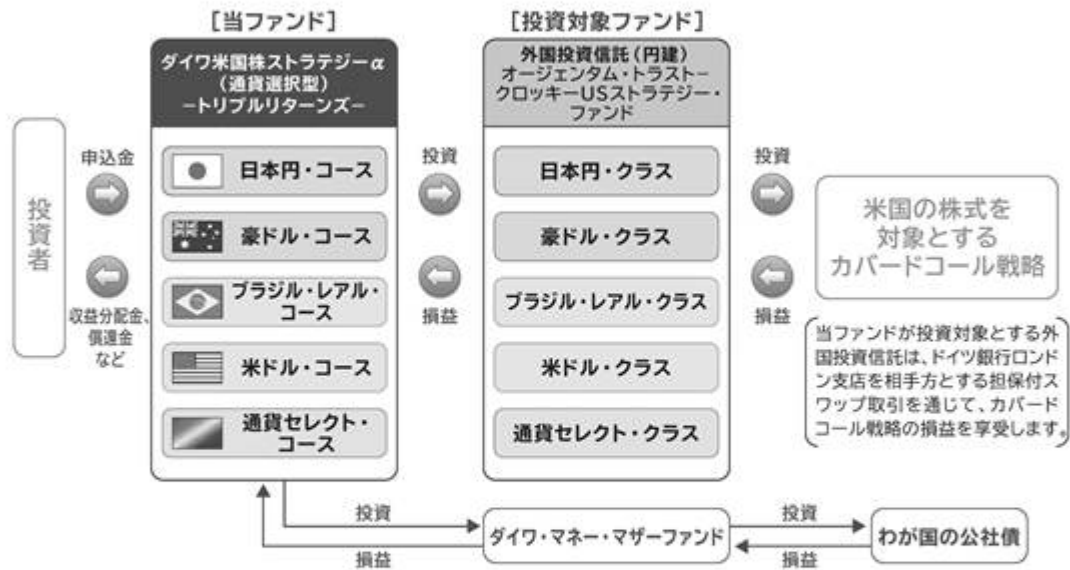 [当ファンド]
ダイワ米国株ストラテジーα
(通貨選択型)
－トリプルリターンズ－
[投資対象ファンド]
外国投資信託(円建)
オージェンタム・トラスト－
クロッキーUSストラテジー・
ファンド
投資者
申込金
収益分配金、
償還金
など
日本円・コース
豪ドル・コース
ブラジル・レアル・
コース
米ドル・コース
通貨セレクト・
コース
投資
損益
日本円・クラス
豪ドル・クラス
ブラジル・レアル・クラス
米ドル・クラス
通貨セレクト・クラス
投資
損益
米国の株式を
対象とする
カバードコール戦略
当ファンドが投資対象とする外
国投資信託は、ドイツ銀行ロンド
ン支店を相手方とする担保付ス
ワップ取引を通じて、カバード
コール戦略の損益を享受します。
投資
損益
ダイワ・マネー・マザーファンド
投資
損益
わが国の公社債